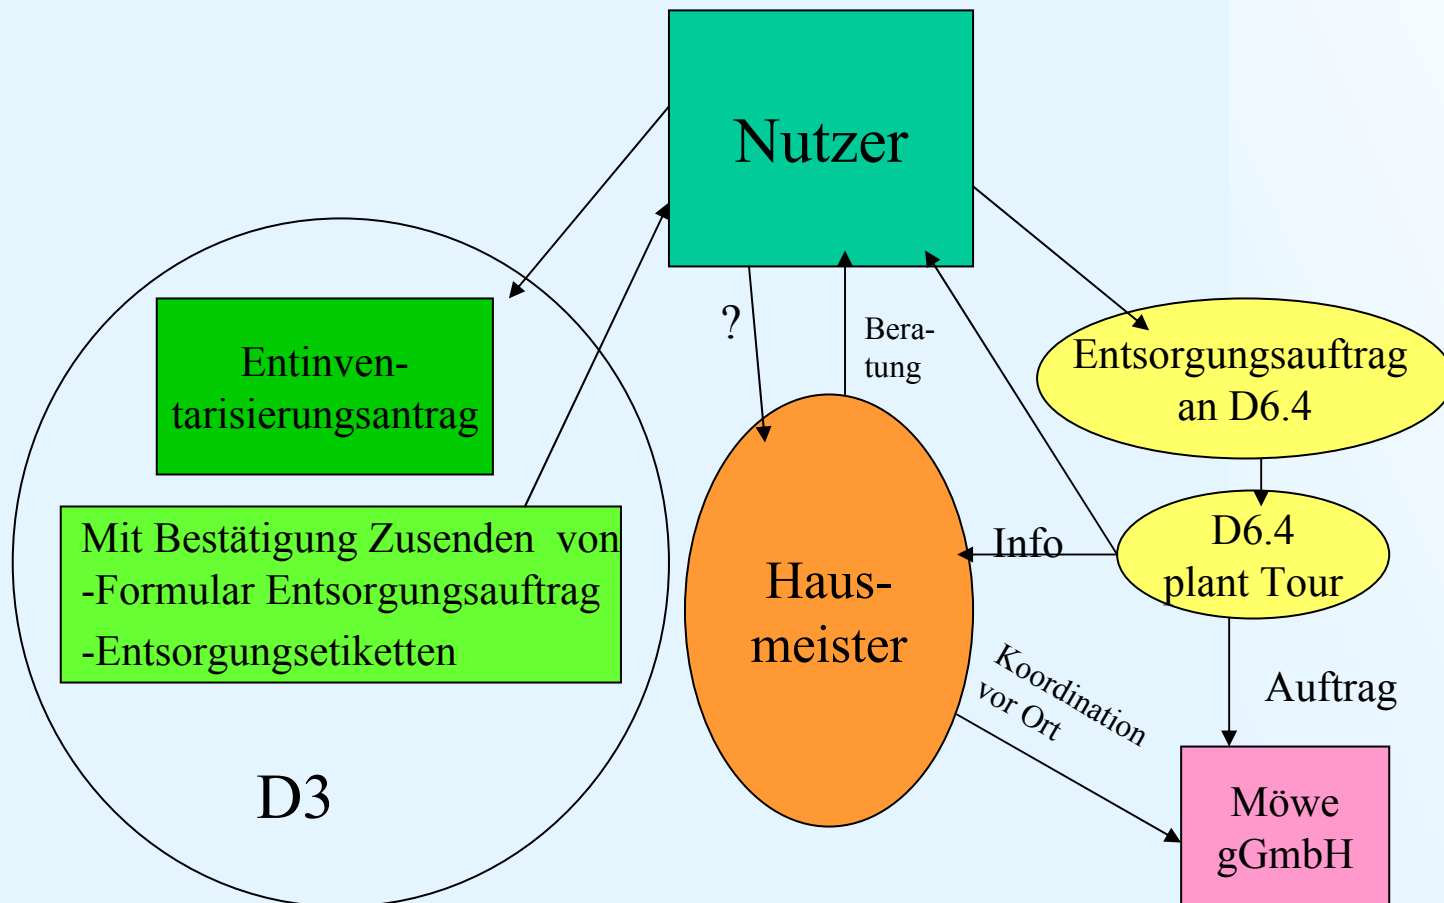 Nutzer
?
Bera-
tung
Entinven-
tarisierungsantrag
Mit Bestätigung Zusenden von
-Formular Entsorgungsauftrag
-Entsorgungsetiketten
D3
Haus-
meister
Info
Entsorgungsauftrag
an D6.4
D6.4
plant Tour
Koordination
vor Ort
Auftrag
Möwe
gGmbH